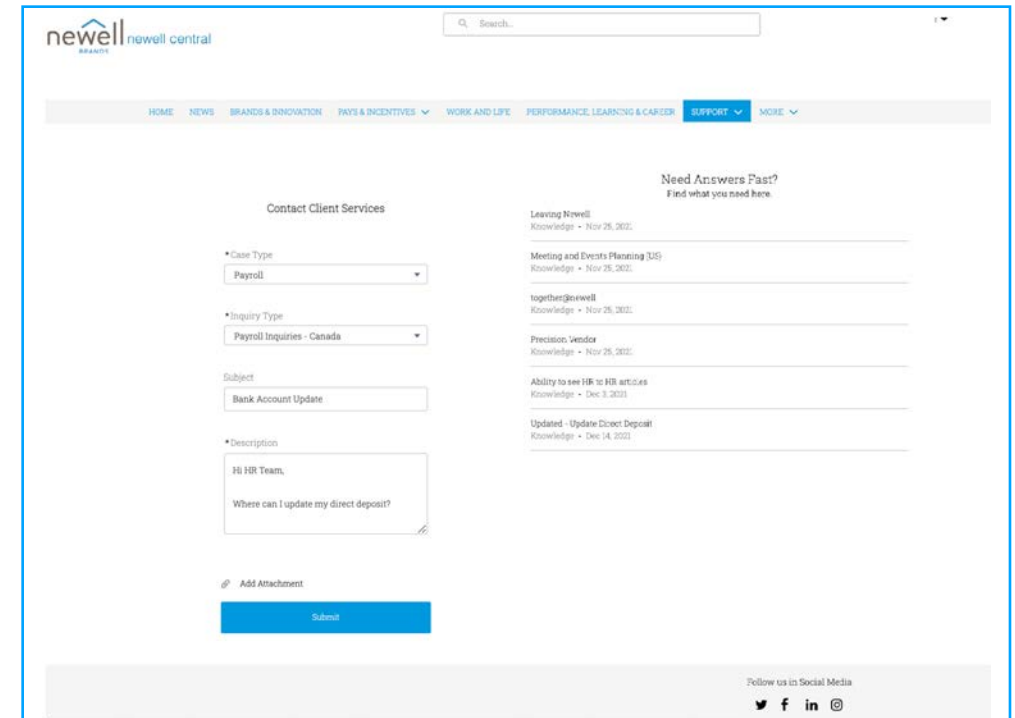 newell
BRANDS
newell central
Search...
HOME NEWS BRANDS & INNOVATION PAYS & INCENTIVES WORK AND LIFE PERFORMANCE, LEARNING & CAREER SUPPORT MORE
Contact Client Services
*Case Type
Payroll
*Inquiry Type
Payroll Inquiries - Canada
Subject
Bank Account Update
*Description
Hi HR Team,
Where can I update my direct deposit?
Add Attachment
Submit
Need Answers Fast?
Find what you need here.
Leaving Newell
Knowledge • Nov 25, 2021
Meeting and Events Planning (US)
Knowledge • Nov 25, 2021
together@newell
Knowledge • Nov 25, 2021
Precision Vendor
Knowledge • Nov 25, 2021
Ability to see HR to HR articles
Knowledge • Dec 3, 2021
Updated - Update Direct Deposit
Knowledge • Dec 14, 2021
Follow us in Social Media